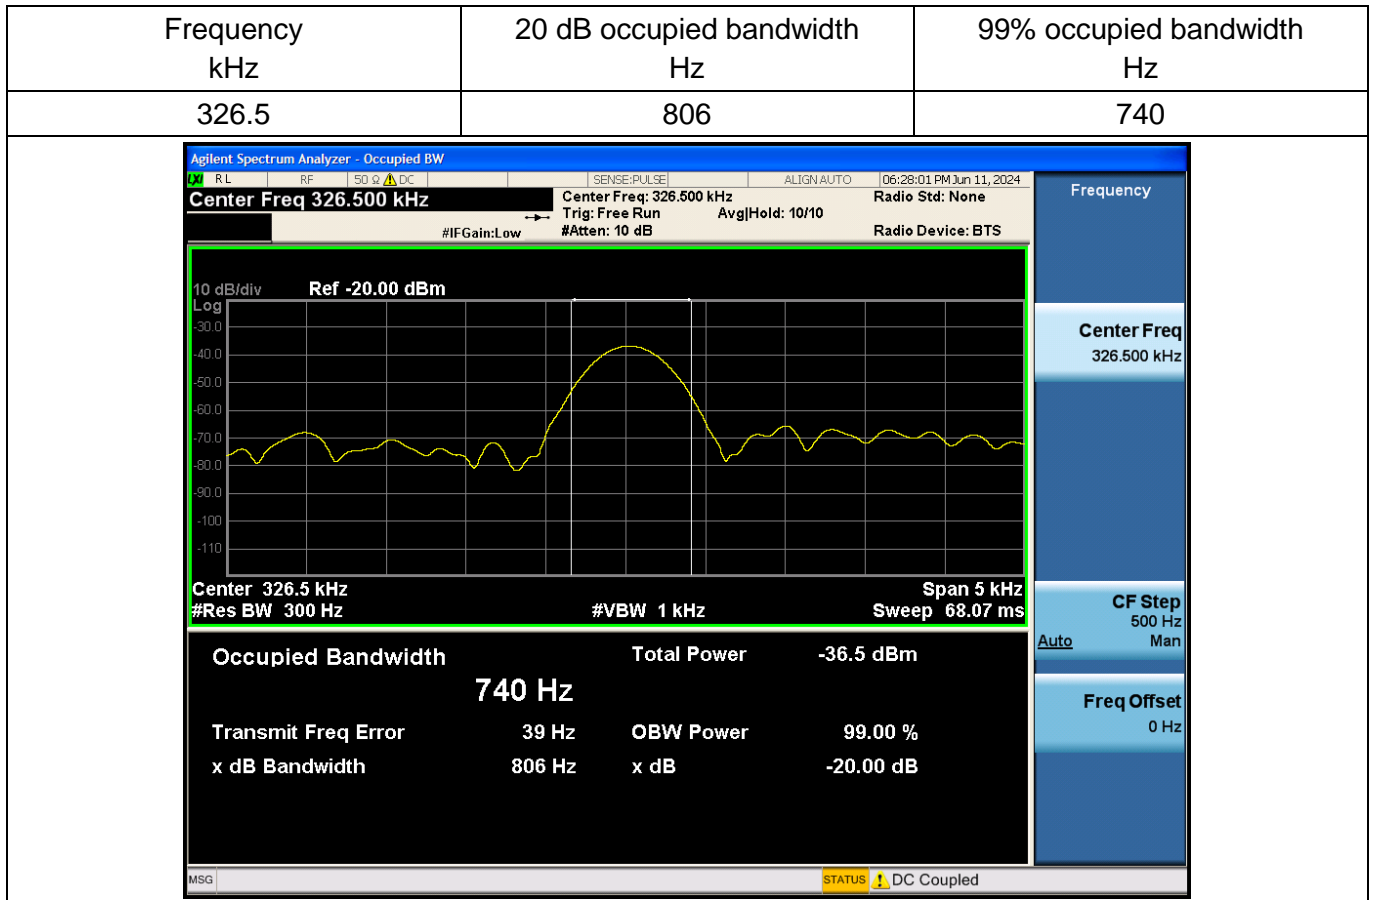 Frequency kHz 20 dB occupied bandwidth Hz 99% occupied bandwidth Hz
326.5 806 740
Agilent Spectrum Analyzer - Occupied BW
LXI RL RF 50 Ω DC SENSE:PULSE ALIGN AUTO 06:28:01 PM Jun 11, 2024
Center Freq 326.500 kHz
Center Freq: 326.500 kHz Radio Std: None
Trig: Free Run Avg|Hold: 10/10
#IFGain:Low #Atten: 10 dB Radio Device: BTS
10 dB/div Ref -20.00 dBm
Log
-30.0
-40.0
-50.0
-60.0
-70.0
-80.0
-90.0
-100
-110
Center 326.5 kHz Span 5 kHz
#Res BW 300 Hz #VBW 1 kHz Sweep 68.07 ms
Occupied Bandwidth Total Power -36.5 dBm
740 Hz
Transmit Freq Error 39 Hz OBW Power 99.00 %
x dB Bandwidth 806 Hz x dB -20.00 dB
Frequency
Center Freq
326.500 kHz
CF Step
500 Hz
Auto Man
Freq Offset
0 Hz
MSG STATUS DC Coupled